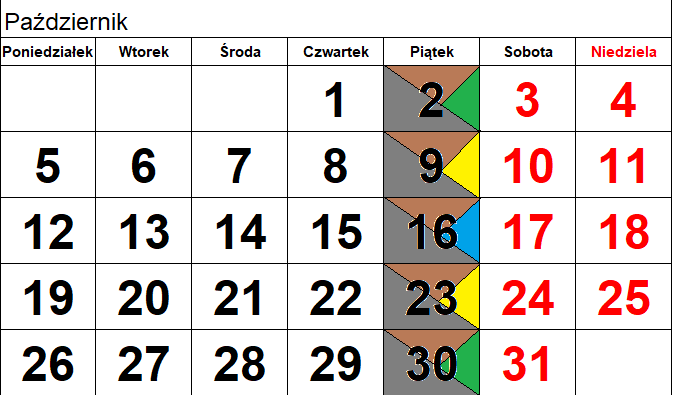 Październik
Poniedziałek Wtorek Środa Czwartek Piątek Sobota Niedziela
1 2 3 4
5 6 7 8 9 10 11
12 13 14 15 16 17 18
19 20 21 22 23 24 25
26 27 28 29 30 31